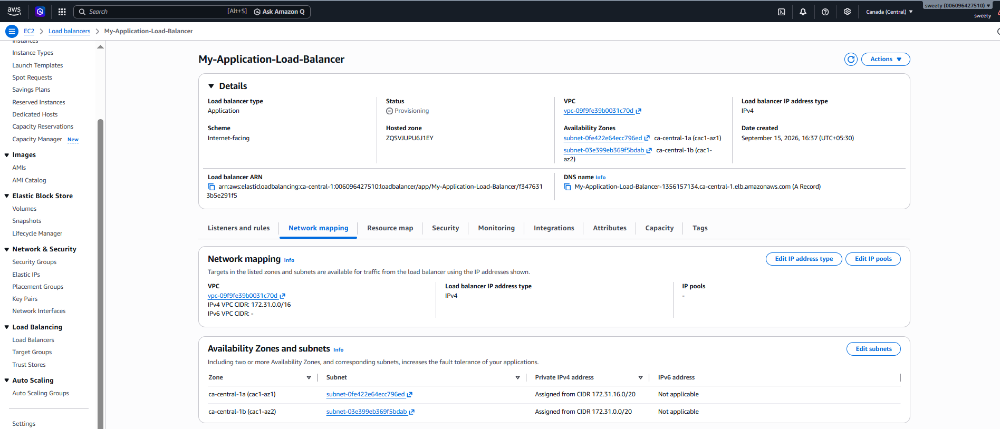 aws
Search
[Alt+S]
Ask Amazon Q
Canada (Central)
sweety (006096427510)
sweety
EC2
Load balancers
My-Application-Load-Balancer
Instances
Instance Types
Launch Templates
Spot Requests
Savings Plans
Reserved Instances
Dedicated Hosts
Capacity Reservations
Capacity Manager New
Images
AMIs
AMI Catalog
Elastic Block Store
Volumes
Snapshots
Lifecycle Manager
Network & Security
Security Groups
Elastic IPs
Placement Groups
Key Pairs
Network Interfaces
Load Balancing
Load Balancers
Target Groups
Trust Stores
Auto Scaling
Auto Scaling Groups
Settings
My-Application-Load-Balancer
Actions
Details
Load balancer type
Application
Status
Provisioning
VPC
vpc-09f9fe39b0031c70d
Load balancer IP address type
IPv4
Scheme
Internet-facing
Hosted zone
ZQSVJUPU6J1EY
Availability Zones
subnet-0fe422e64ecc796ed ca-central-1a (cac1-az1)
subnet-03e399eb369f5bdab ca-central-1b (cac1-
az2)
Date created
September 15, 2026, 16:37 (UTC+05:30)
Load balancer ARN
arn:aws:elasticloadbalancing:ca-central-1:006096427510:loadbalancer/app/My-Application-Load-Balancer/f347631
3b5e291f5
DNS name Info
My-Application-Load-Balancer-1356157134.ca-central-1.elb.amazonaws.com (A Record)
Listeners and rules
Network mapping
Resource map
Security
Monitoring
Integrations
Attributes
Capacity
Tags
Network mapping Info
Edit IP address type
Edit IP pools
Targets in the listed zones and subnets are available for traffic from the load balancer using the IP addresses shown.
VPC
vpc-09f9fe39b0031c70d
IPv4 VPC CIDR: 172.31.0.0/16
IPv6 VPC CIDR: -
Load balancer IP address type
IPv4
IP pools
-
Availability Zones and subnets Info
Edit subnets
Including two or more Availability Zones, and corresponding subnets, increases the fault tolerance of your applications.
Zone
Subnet
Private IPv4 address
IPv6 address
ca-central-1a (cac1-az1)
subnet-0fe422e64ecc796ed
Assigned from CIDR 172.31.16.0/20
Not applicable
ca-central-1b (cac1-az2)
subnet-03e399eb369f5bdab
Assigned from CIDR 172.31.0.0/20
Not applicable